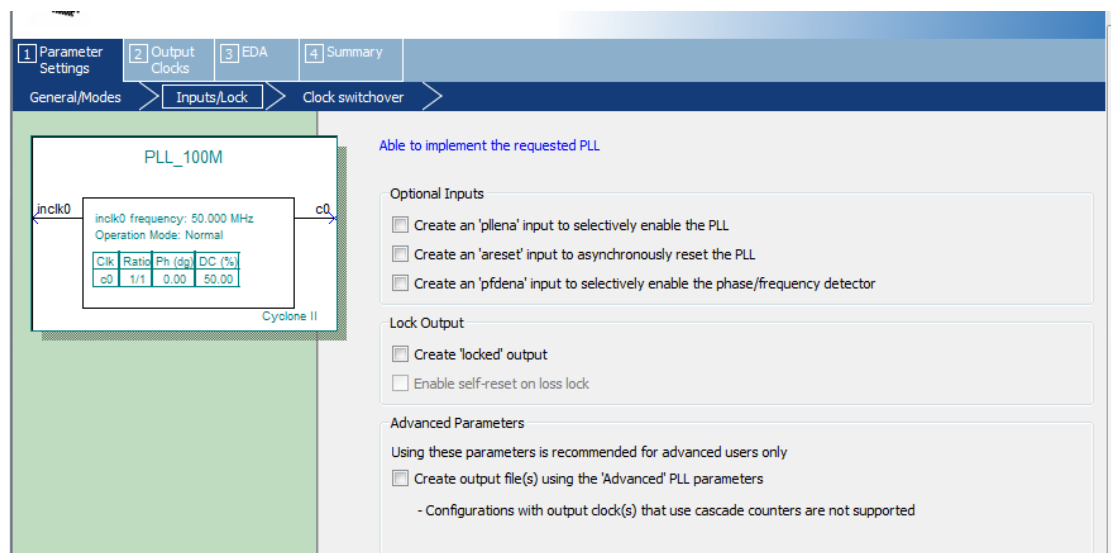 1 Parameter Settings
2 Output Clocks
3 EDA
4 Summary
General/Modes
Inputs/Lock
Clock switchover
PLL_100M
inclk0
c0
inclk0 frequency: 50.000 MHz
Operation Mode: Normal
Clk Ratio Ph (dg) DC (%)
c0 1/1 0.00 50.00
Cyclone II
Able to implement the requested PLL
Optional Inputs
Create an 'pllena' input to selectively enable the PLL
Create an 'areset' input to asynchronously reset the PLL
Create an 'pfdena' input to selectively enable the phase/frequency detector
Lock Output
Create 'locked' output
Enable self-reset on loss lock
Advanced Parameters
Using these parameters is recommended for advanced users only
Create output file(s) using the 'Advanced' PLL parameters
- Configurations with output clock(s) that use cascade counters are not supported